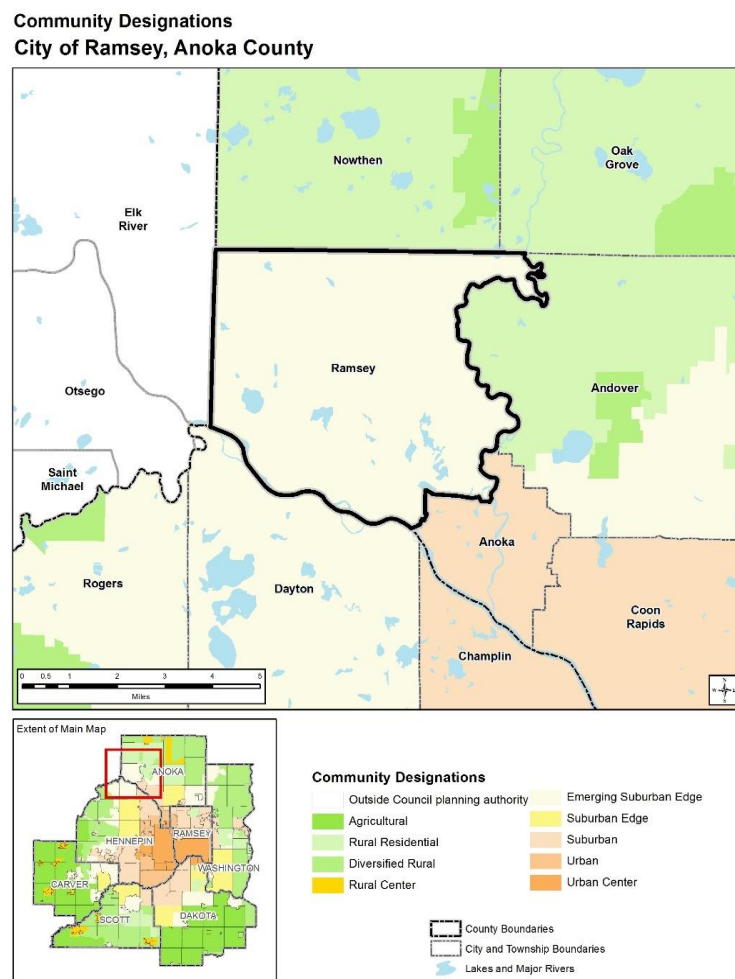 Community Designations
City of Ramsey, Anoka County
Nowthen
Oak
Grove
Elk
River
Ramsey
Otsego
Andover
Saint
Michael
Anoka
Rogers
Dayton
Coon
Rapids
Champlin
0 0.5 1 2 3 4 5
Miles
N
Extent of Main Map
ANOKA
HENNEPIN
RAMSEY
WASHINGTON
CARVER
SCOTT
DAKOTA
Community Designations
Outside Council planning authority
Agricultural
Rural Residential
Diversified Rural
Rural Center
Emerging Suburban Edge
Suburban Edge
Suburban
Urban
Urban Center
County Boundaries
City and Township Boundaries
Lakes and Major Rivers